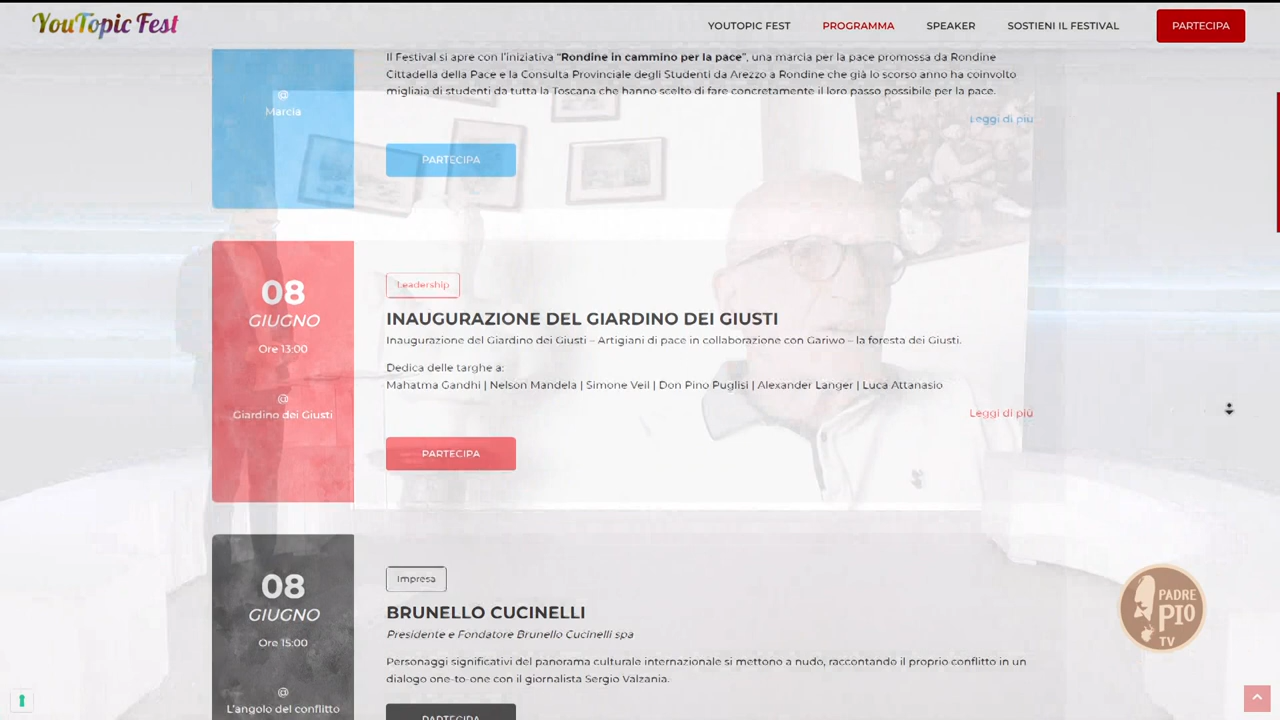 YouTopic Fest
YOUTOPIC FEST
PROGRAMMA
SPEAKER
SOSTIENI IL FESTIVAL
PARTECIPA
Il Festival si apre con l'iniziativa "Rondine in cammino per la pace", una marcia per la pace promossa da Rondine
Cittadella della Pace e la Consulta Provinciale degli Studenti da Arezzo a Rondine che già lo scorso anno ha coinvolto
migliaia di studenti da tutta la Toscana che hanno scelto di fare concretamente il loro passo possibile per la pace.
@
Marcia
Leggi di più
PARTECIPA
08
GIUGNO
Ore 13:00
@
Giardino dei Giusti
Leadership
INAUGURAZIONE DEL GIARDINO DEI GIUSTI
Inaugurazione del Giardino dei Giusti – Artigiani di pace in collaborazione con Gariwo – la foresta dei Giusti.
Dedica delle targhe a:
Mahatma Gandhi | Nelson Mandela | Simone Veil | Don Pino Puglisi | Alexander Langer | Luca Attanasio
Leggi di più
PARTECIPA
08
GIUGNO
Ore 15:00
@
L'angolo del conflitto
Impresa
BRUNELLO CUCINELLI
Presidente e Fondatore Brunello Cucinelli spa
Personaggi significativi del panorama culturale internazionale si mettono a nudo, raccontando il proprio conflitto in un
dialogo one-to-one con il giornalista Sergio Valzania.
PARTECIPA
PADRE
PIO
TV